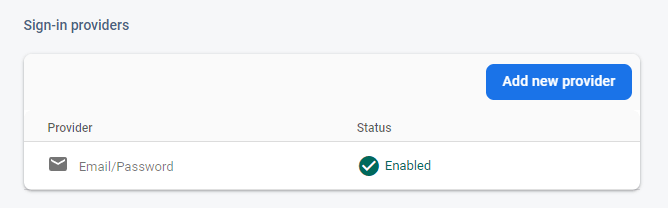 Sign-in providers
Add new provider
Provider Status
Email/Password Enabled